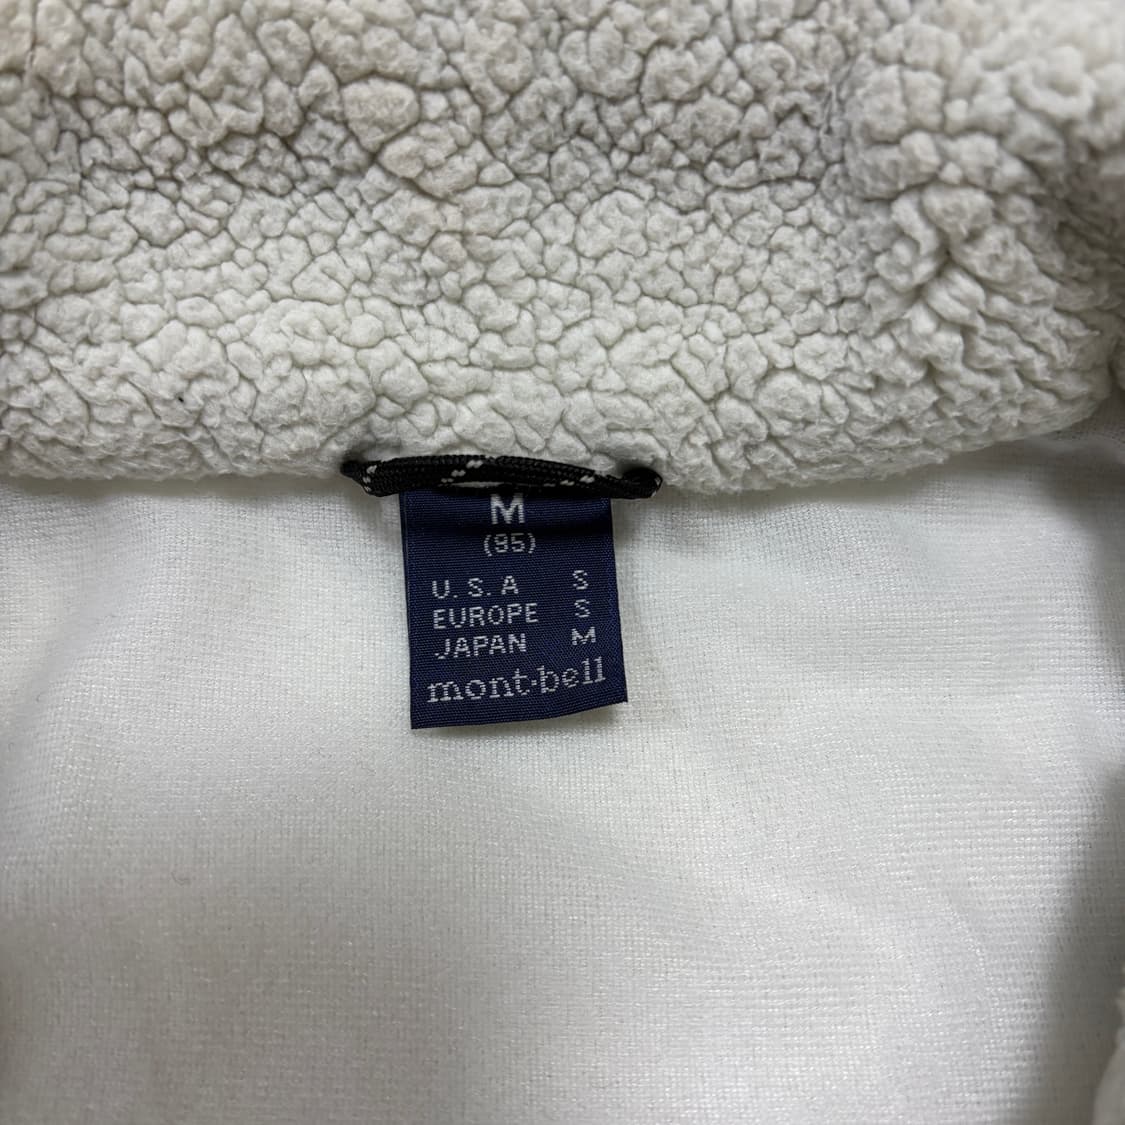 M
(95)
U.S.A S
EUROPE S
JAPAN M
mont·bell